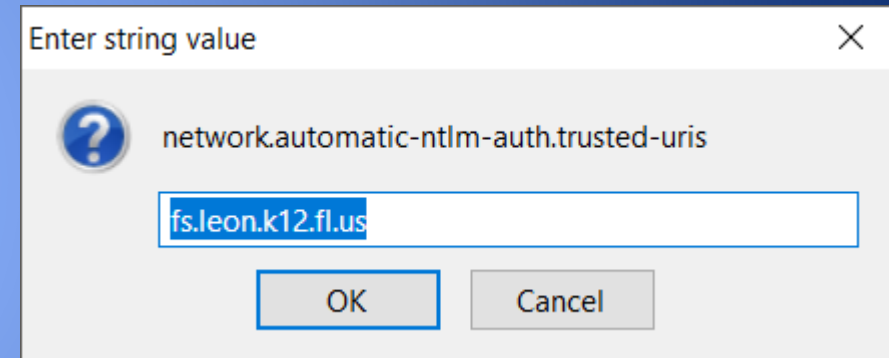 Enter string value
network.automatic-ntlm-auth.trusted-uris
fs.leon.k12.fl.us
OK
Cancel